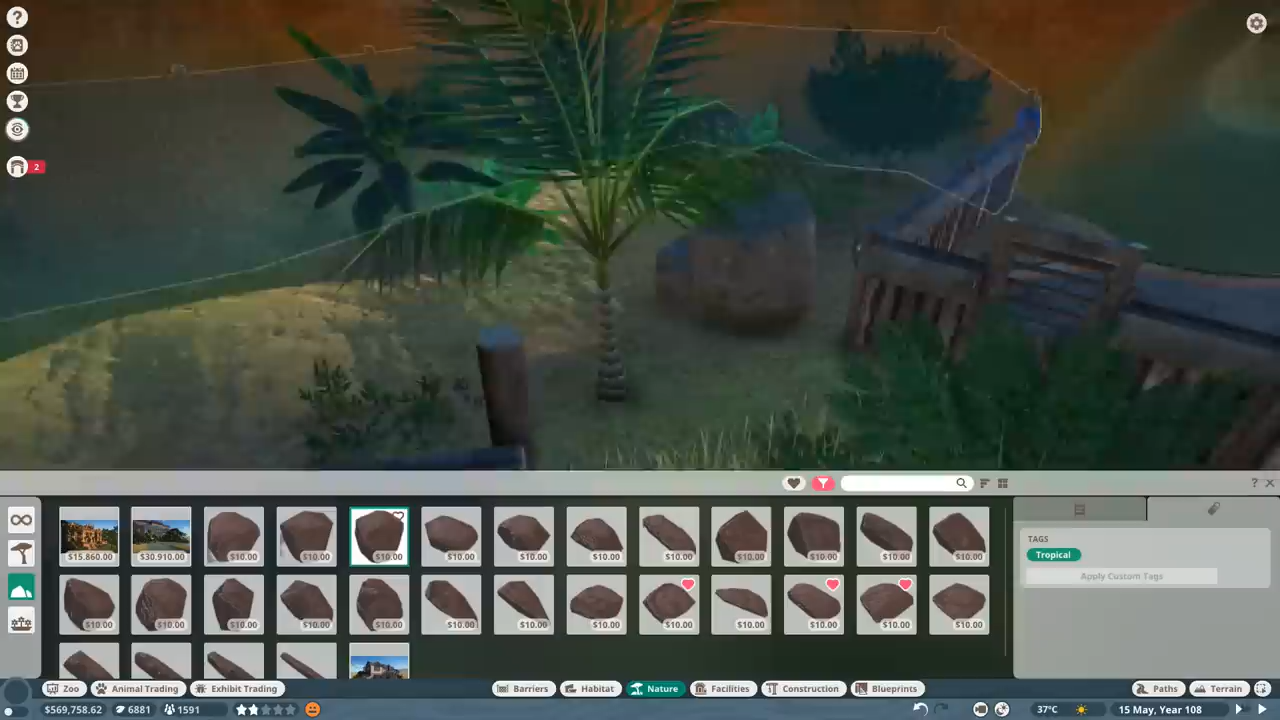 ?
2
? ×
$15,860.00 $30,910.00 $10.00 $10.00 $10.00 $10.00 $10.00 $10.00 $10.00 $10.00 $10.00 $10.00 $10.00
$10.00 $10.00 $10.00 $10.00 $10.00 $10.00 $10.00 $10.00 $10.00 $10.00 $10.00 $10.00 $10.00
TAGS
Tropical
Apply Custom Tags
Zoo Animal Trading Exhibit Trading Barriers Habitat Nature Facilities Construction Blueprints Paths Terrain
$569,758.62 6881 1591 37°C 15 May, Year 108